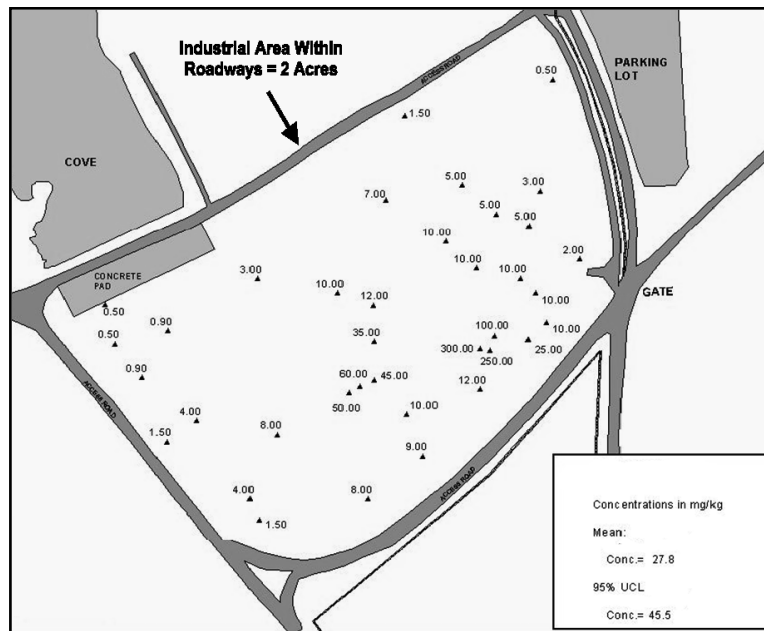 Industrial Area Within
Roadways = 2 Acres
ACCESS ROAD
PARKING
LOT
0.50
1.50
COVE
5.00
3.00
7.00
5.00
5.00
10.00
2.00
10.00
3.00
10.00
CONCRETE
PAD
10.00
12.00
10.00
GATE
0.50
0.90
10.00
0.50
35.00
100.00
25.00
300.00
250.00
0.90
60.00
45.00
12.00
50.00
ACCESS ROAD
4.00
10.00
1.50
8.00
9.00
ACCESS ROAD
4.00
8.00
1.50
Concentrations in mg/kg
Mean:
Conc.= 27.8
95% UCL
Conc.= 45.5